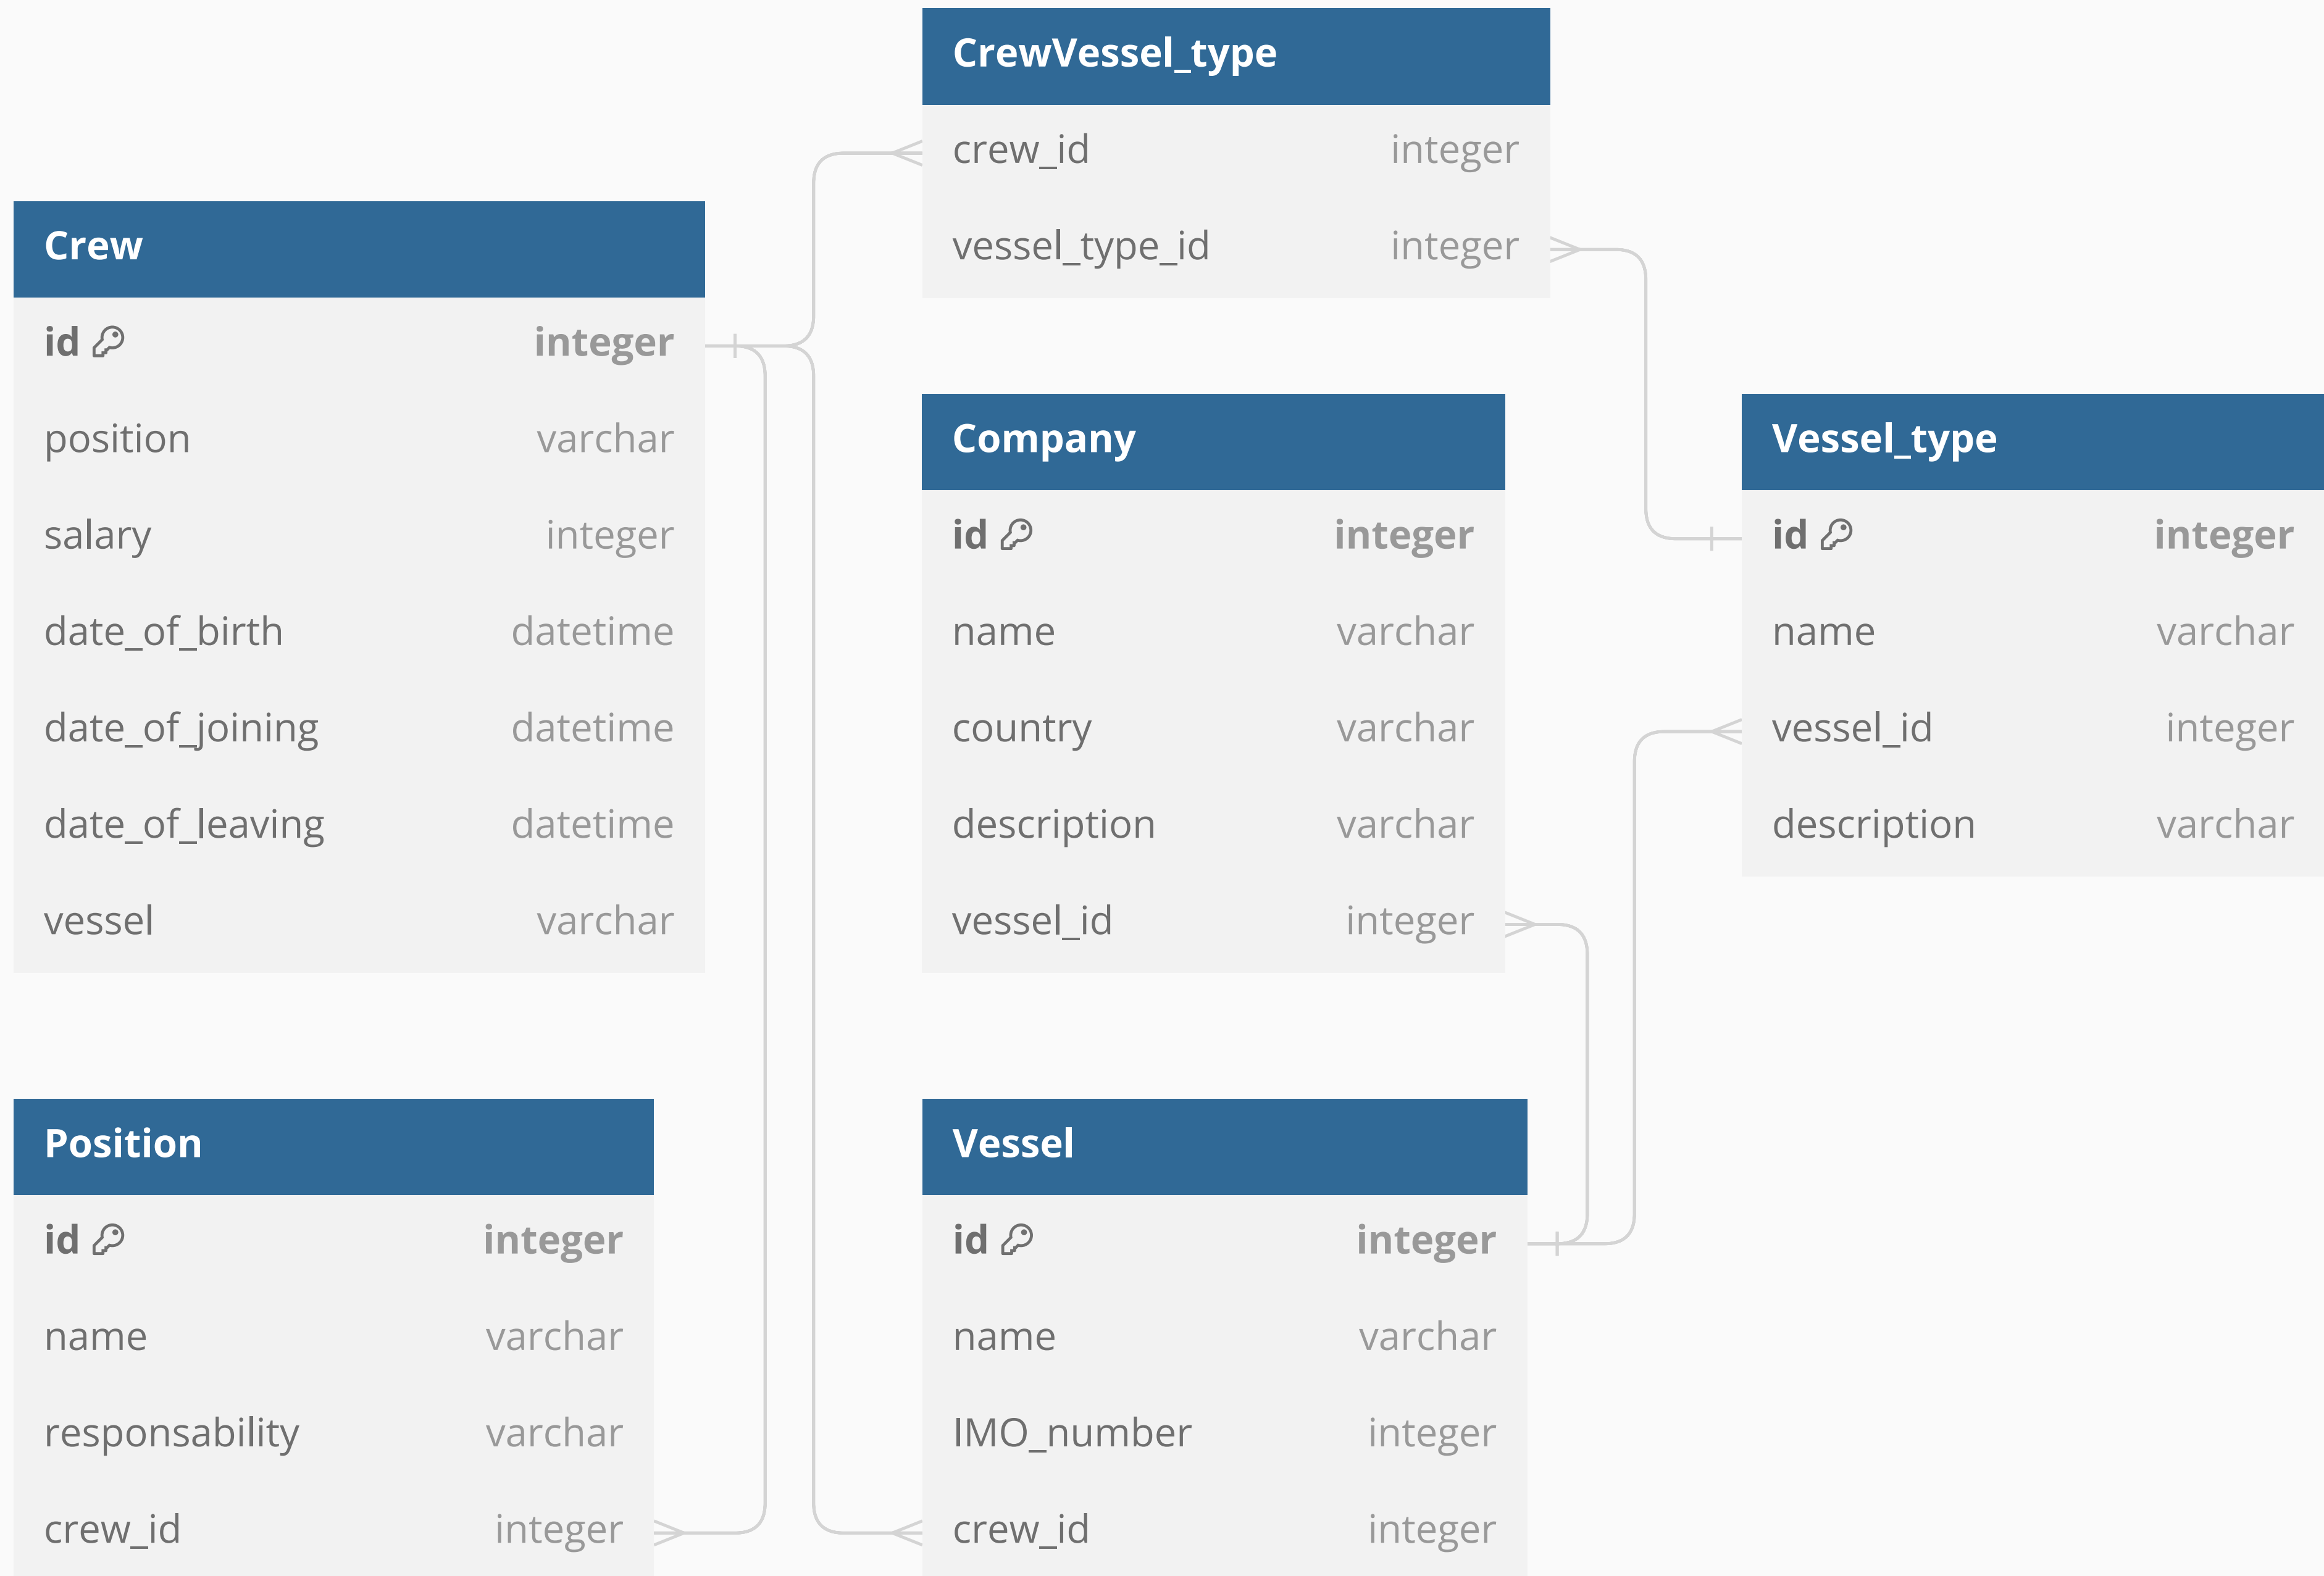 CrewVessel_type
crew_id integer
vessel_type_id integer
Crew
id integer
position varchar
salary integer
date_of_birth datetime
date_of_joining datetime
date_of_leaving datetime
vessel varchar
Company
id integer
name varchar
country varchar
description varchar
vessel_id integer
Vessel_type
id integer
name varchar
vessel_id integer
description varchar
Position
id integer
name varchar
responsability varchar
crew_id integer
Vessel
id integer
name varchar
IMO_number integer
crew_id integer